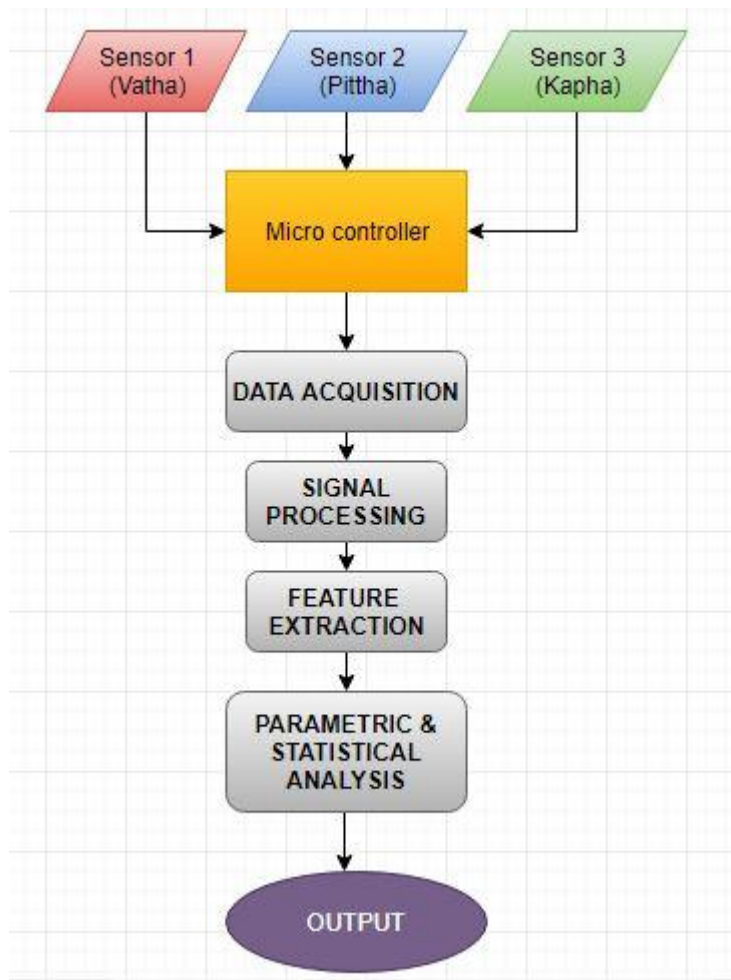 Sensor 1
(Vatha)
Sensor 2
(Pittha)
Sensor 3
(Kapha)
Micro controller
DATA ACQUISITION
SIGNAL
PROCESSING
FEATURE
EXTRACTION
PARAMETRIC &
STATISTICAL
ANALYSIS
OUTPUT